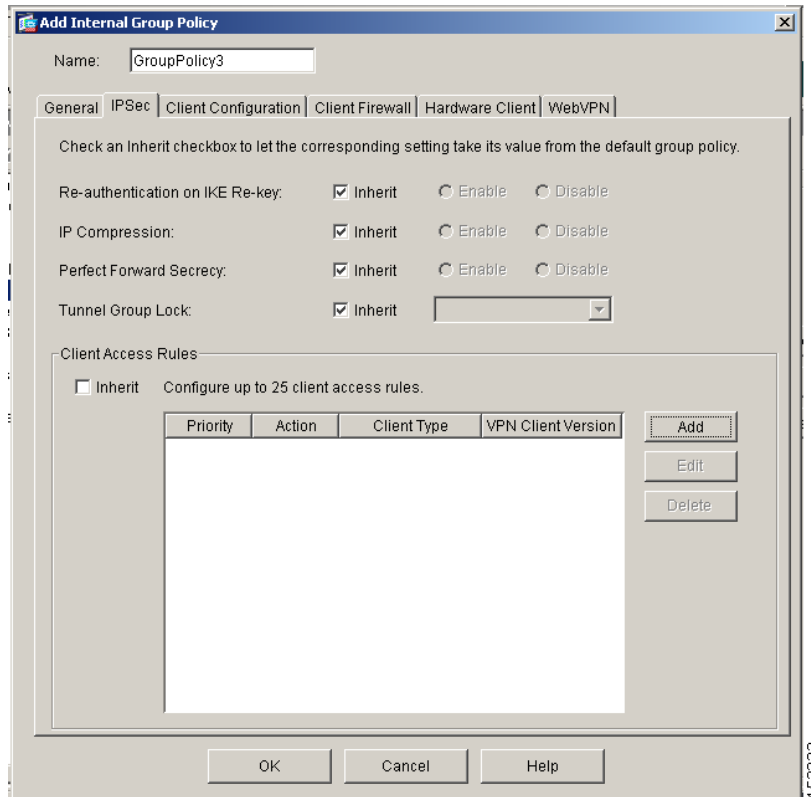 Add Internal Group Policy
Name: GroupPolicy3
General IPSec Client Configuration Client Firewall Hardware Client WebVPN
Check an Inherit checkbox to let the corresponding setting take its value from the default group policy.
Re-authentication on IKE Re-key: Inherit Enable Disable
IP Compression: Inherit Enable Disable
Perfect Forward Secrecy: Inherit Enable Disable
Tunnel Group Lock: Inherit
Client Access Rules
Inherit Configure up to 25 client access rules.
Priority Action Client Type VPN Client Version
Add
Edit
Delete
OK Cancel Help